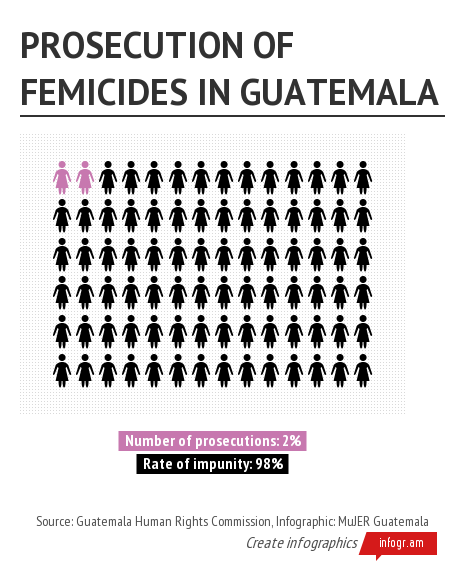 PROSECUTION OF
FEMICIDES IN GUATEMALA
Number of prosecutions: 2%
Rate of impunity: 98%
Source: Guatemala Human Rights Commission, Infographic: MuJER Guatemala
Create infographics infogr.am